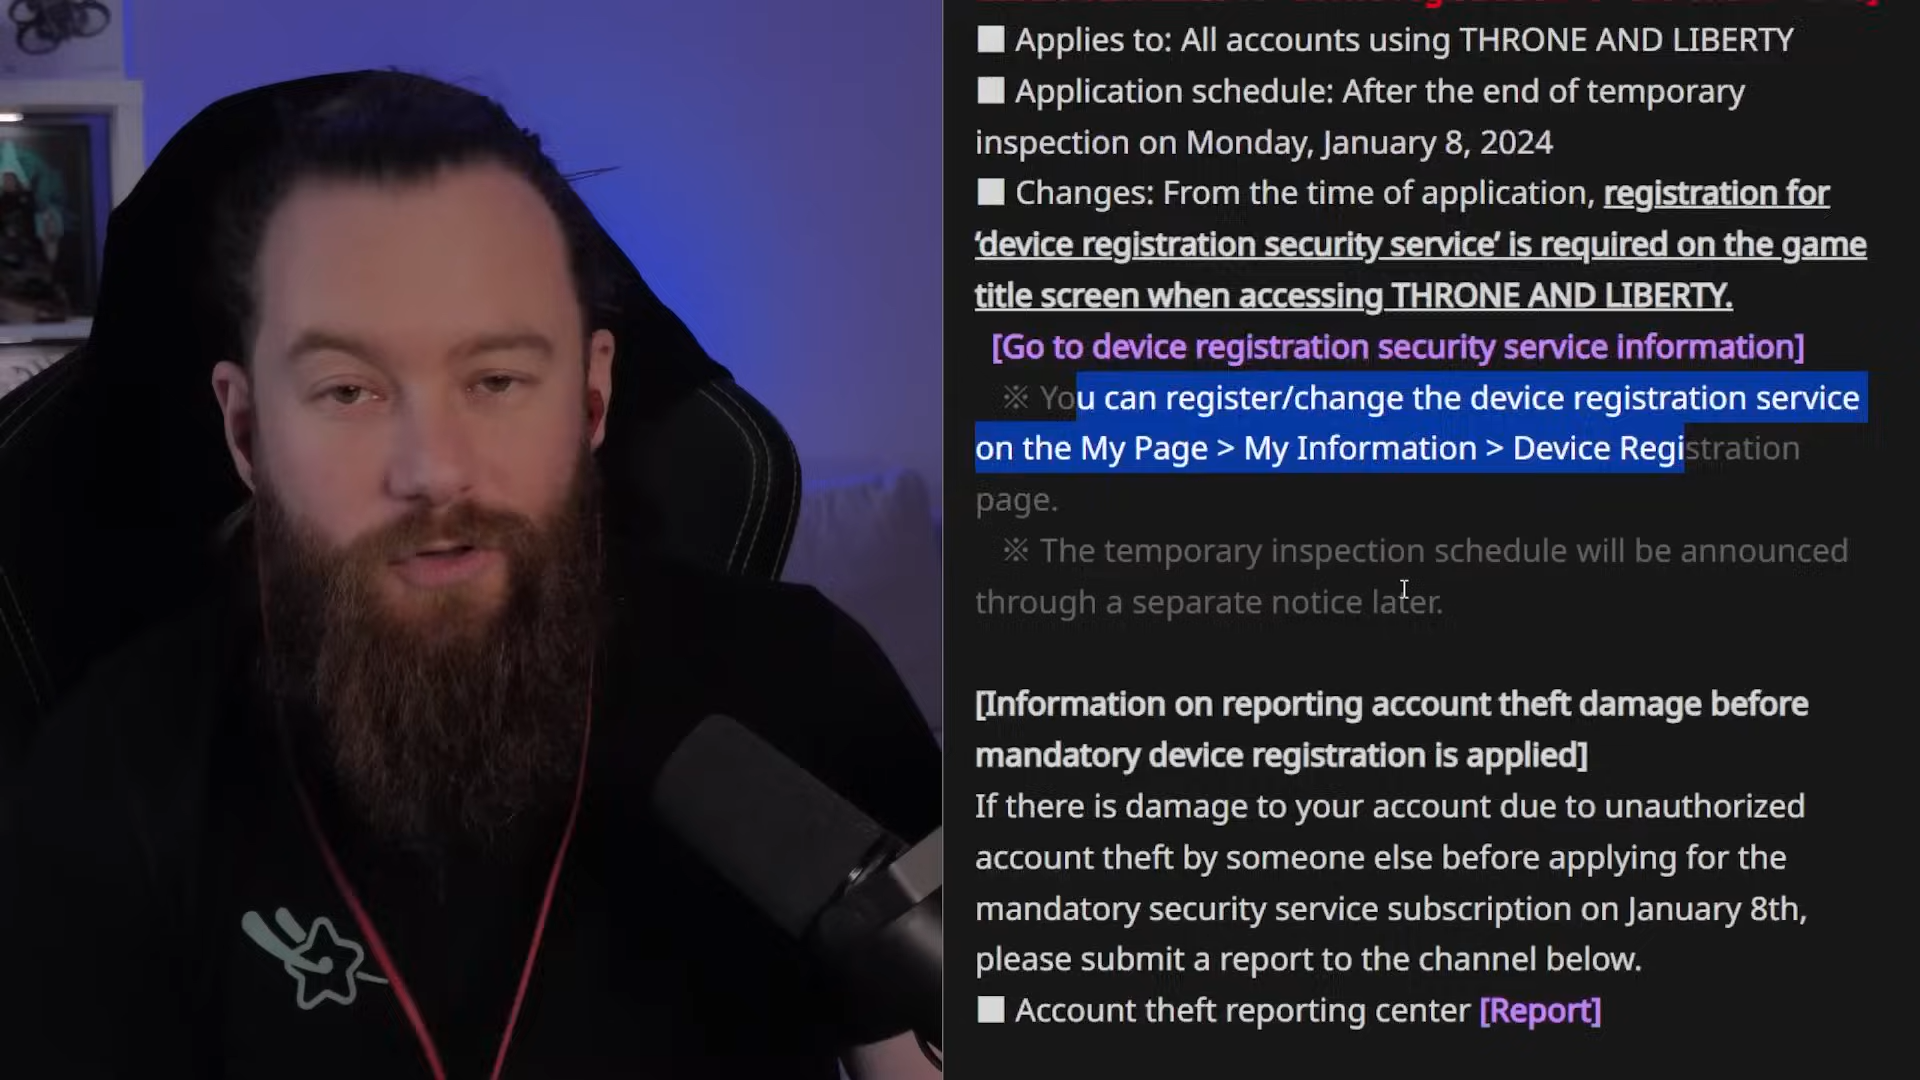 ■ Applies to: All accounts using THRONE AND LIBERTY
■ Application schedule: After the end of temporary
inspection on Monday, January 8, 2024
■ Changes: From the time of application, registration for
‘device registration security service’ is required on the game
title screen when accessing THRONE AND LIBERTY.
[Go to device registration security service information]
※ You can register/change the device registration service
on the My Page > My Information > Device Registration
page.
※ The temporary inspection schedule will be announced
through a separate notice later.
[Information on reporting account theft damage before
mandatory device registration is applied]
If there is damage to your account due to unauthorized
account theft by someone else before applying for the
mandatory security service subscription on January 8th,
please submit a report to the channel below.
■ Account theft reporting center [Report]